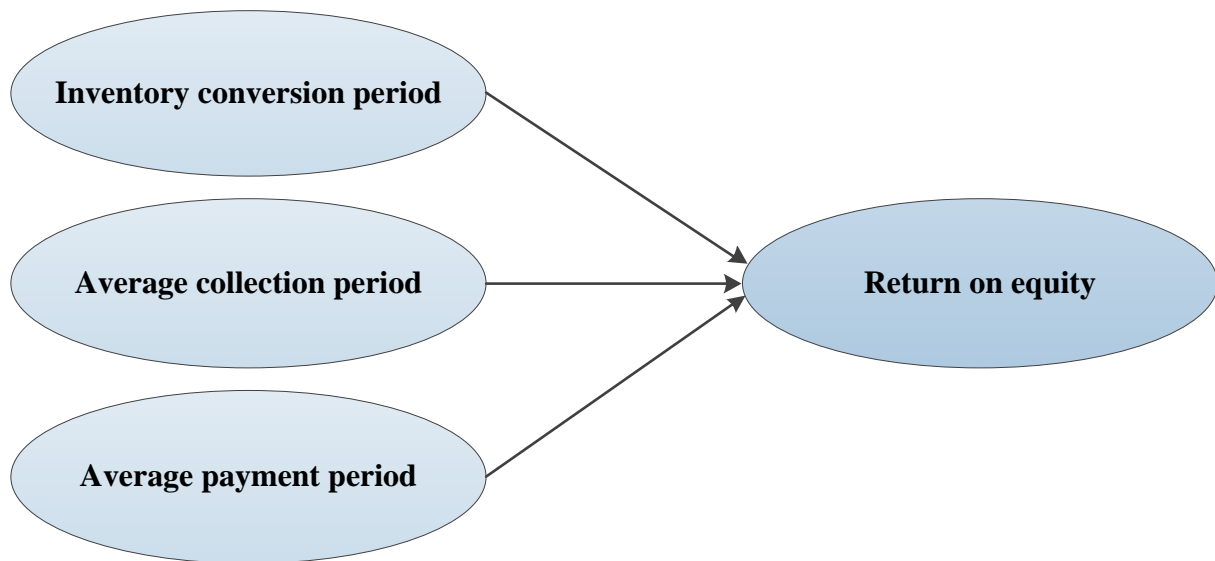 Inventory conversion period
Average collection period
Return on equity
Average payment period